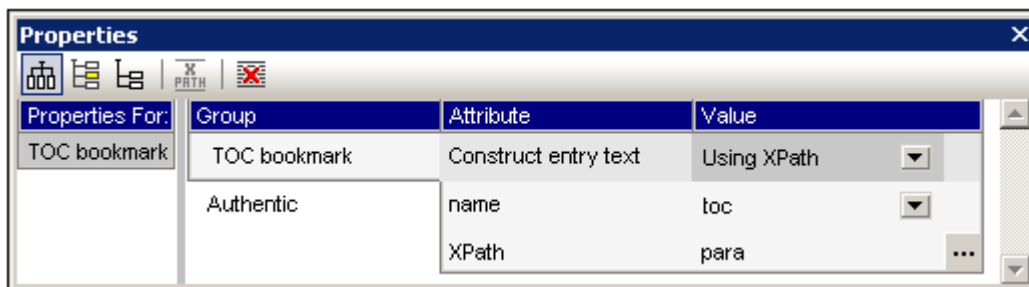 Properties
X PATH
Properties For: Group Attribute Value
TOC bookmark TOC bookmark Construct entry text Using XPath
Authentic name toc
XPath para ...